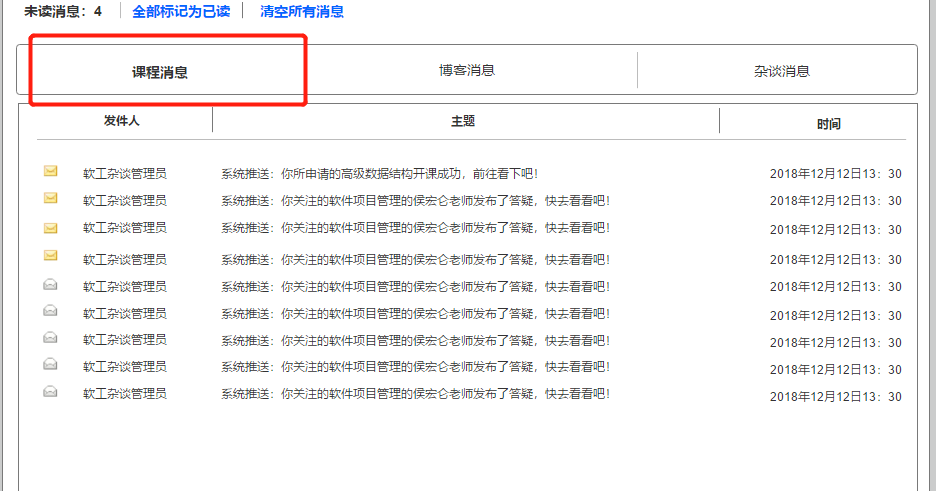 未读消息：4 全部标记为已读 清空所有消息
课程消息 博客消息 杂谈消息
发件人 主题 时间
软工杂谈管理员 系统推送：你所申请的高级数据结构开课成功，前往看下吧！ 2018年12月12日13：30
软工杂谈管理员 系统推送：你关注的软件项目管理的侯宏仑老师发布了答疑，快去看看吧！ 2018年12月12日13：30
软工杂谈管理员 系统推送：你关注的软件项目管理的侯宏仑老师发布了答疑，快去看看吧！ 2018年12月12日13：30
软工杂谈管理员 系统推送：你关注的软件项目管理的侯宏仑老师发布了答疑，快去看看吧！ 2018年12月12日13：30
软工杂谈管理员 系统推送：你关注的软件项目管理的侯宏仑老师发布了答疑，快去看看吧！ 2018年12月12日13：30
软工杂谈管理员 系统推送：你关注的软件项目管理的侯宏仑老师发布了答疑，快去看看吧！ 2018年12月12日13：30
软工杂谈管理员 系统推送：你关注的软件项目管理的侯宏仑老师发布了答疑，快去看看吧！ 2018年12月12日13：30
软工杂谈管理员 系统推送：你关注的软件项目管理的侯宏仑老师发布了答疑，快去看看吧！ 2018年12月12日13：30
软工杂谈管理员 系统推送：你关注的软件项目管理的侯宏仑老师发布了答疑，快去看看吧！ 2018年12月12日13：30